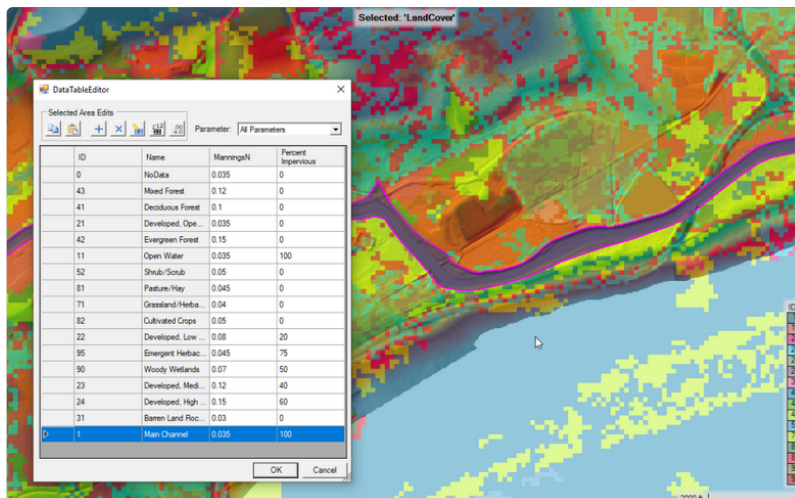 Selected: 'LandCover'
DataTableEditor
Selected Area Edits
Parameter: All Parameters
ID Name ManningsN Percent Impervious
0 NoData 0.035 0
43 Mixed Forest 0.12 0
41 Deciduous Forest 0.1 0
21 Developed, Ope... 0.035 0
42 Evergreen Forest 0.15 0
11 Open Water 0.035 100
52 Shrub/Scrub 0.05 0
81 Pasture/Hay 0.045 0
71 Grassland/Herba... 0.04 0
82 Cultivated Crops 0.05 0
22 Developed, Low ... 0.08 20
95 Emergent Herbac... 0.045 75
90 Woody Wetlands 0.07 50
23 Developed, Medi... 0.12 40
24 Developed, High ... 0.15 60
31 Barren Land Roc... 0.03 0
1 Main Channel 0.035 100
OK Cancel
ID